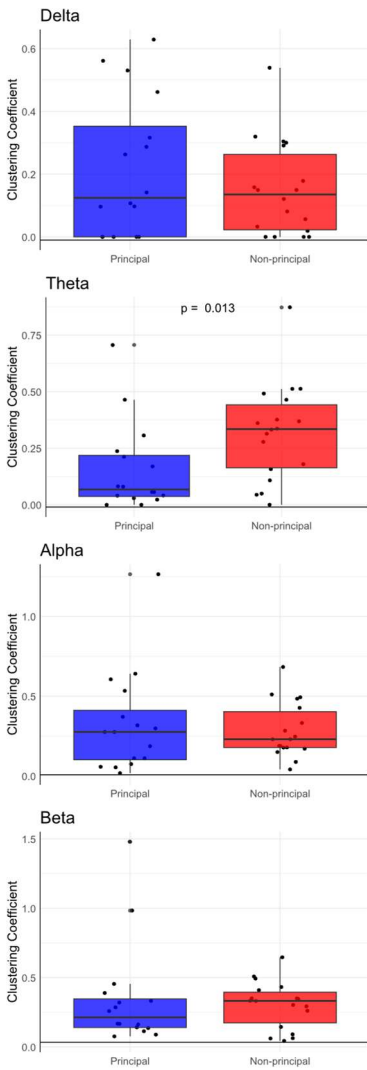 Delta
Clustering Coefficient
0.6
0.4
0.2
0.0
Principal Non-principal
Theta
p = 0.013
Clustering Coefficient
0.75
0.50
0.25
0.00
Principal Non-principal
Alpha
Clustering Coefficient
1.0
0.5
0.0
Principal Non-principal
Beta
Clustering Coefficient
1.5
1.0
0.5
0.0
Principal Non-principal